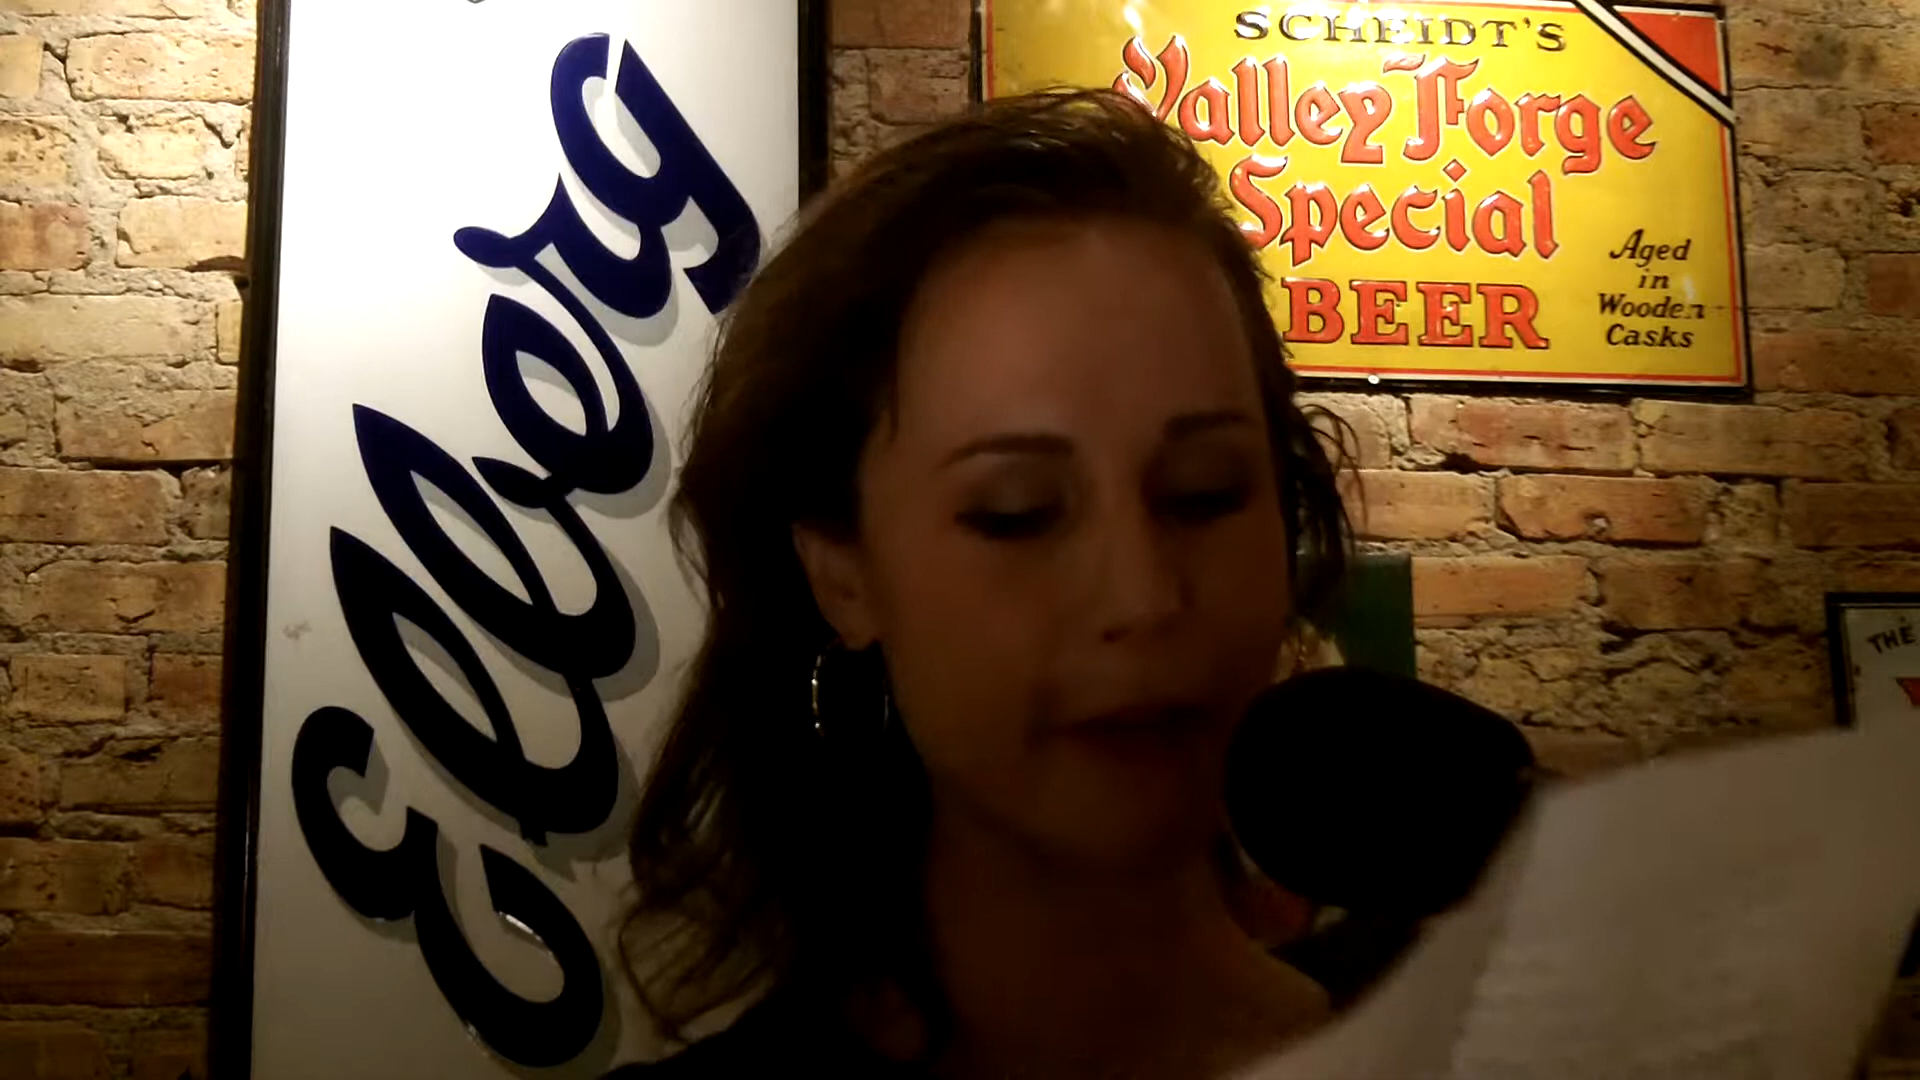 Elberg
SCHEIDT'S
Valley Forge
Special
BEER
Aged
in
Wooden
Casks
THE